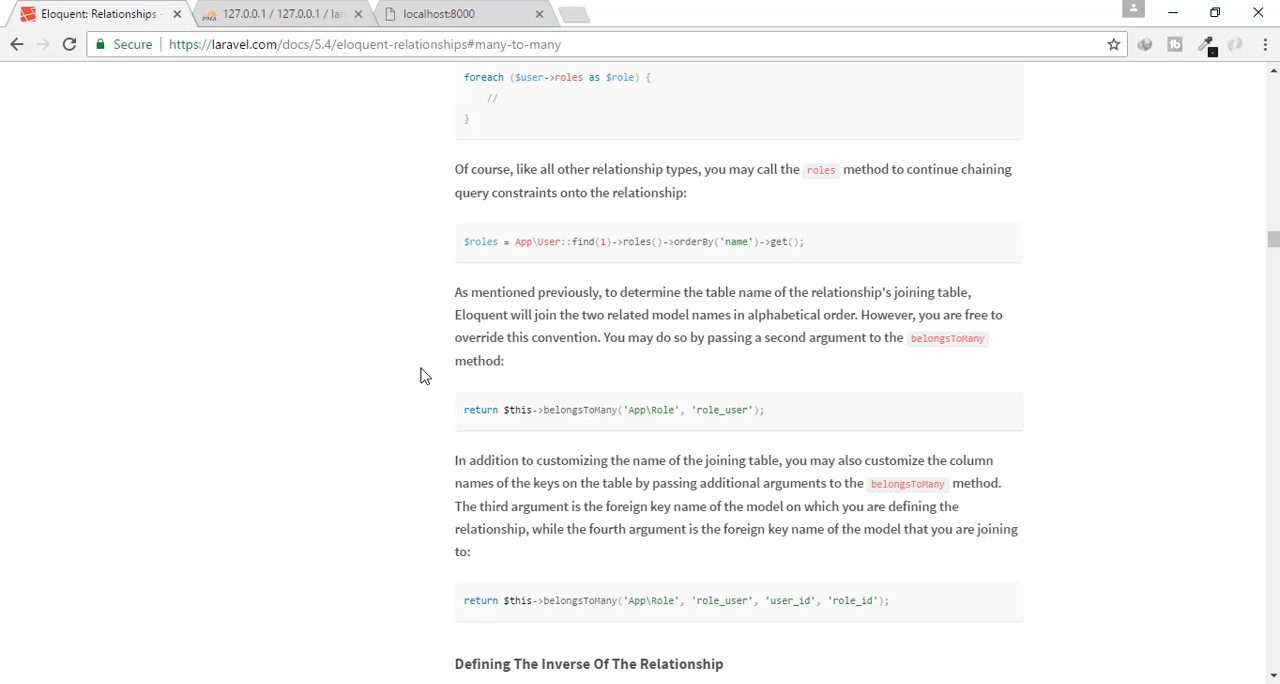 Eloquent: Relationships -
127.0.0.1 / 127.0.0.1 / lar
localhost:8000
Secure
https://laravel.com/docs/5.4/eloquent-relationships#many-to-many
foreach ($user->roles as $role) {
//
}
Of course, like all other relationship types, you may call the roles method to continue chaining
query constraints onto the relationship:
$roles = App\User::find(1)->roles()->orderBy('name')->get();
As mentioned previously, to determine the table name of the relationship's joining table,
Eloquent will join the two related model names in alphabetical order. However, you are free to
override this convention. You may do so by passing a second argument to the belongsToMany
method:
return $this->belongsToMany('App\Role', 'role_user');
In addition to customizing the name of the joining table, you may also customize the column
names of the keys on the table by passing additional arguments to the belongsToMany method.
The third argument is the foreign key name of the model on which you are defining the
relationship, while the fourth argument is the foreign key name of the model that you are joining
to:
return $this->belongsToMany('App\Role', 'role_user', 'user_id', 'role_id');
Defining The Inverse Of The Relationship